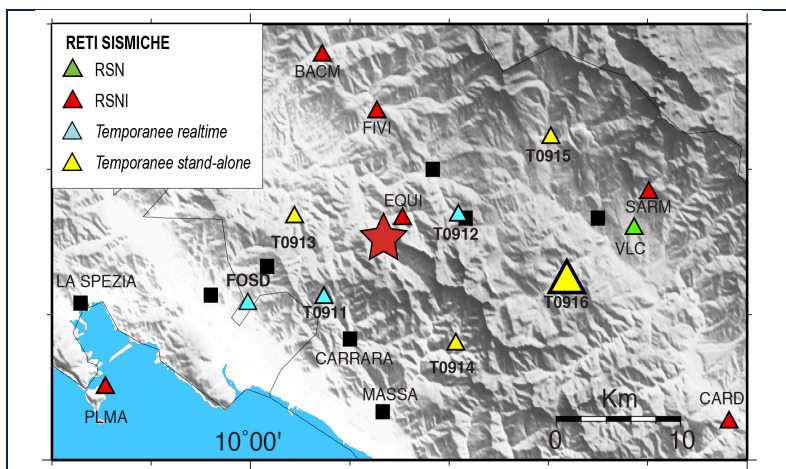 RETI SISMICHE
RSN
RSNI
Temporanee realtime
Temporanee stand-alone
BACM
FIVI
T0915
EQUI
SARM
T0912
T0913
VLC
FOSD
LA SPEZIA
T0911
T0916
CARRARA
T0914
MASSA
Km
CARD
PLMA
10°00'
0
10